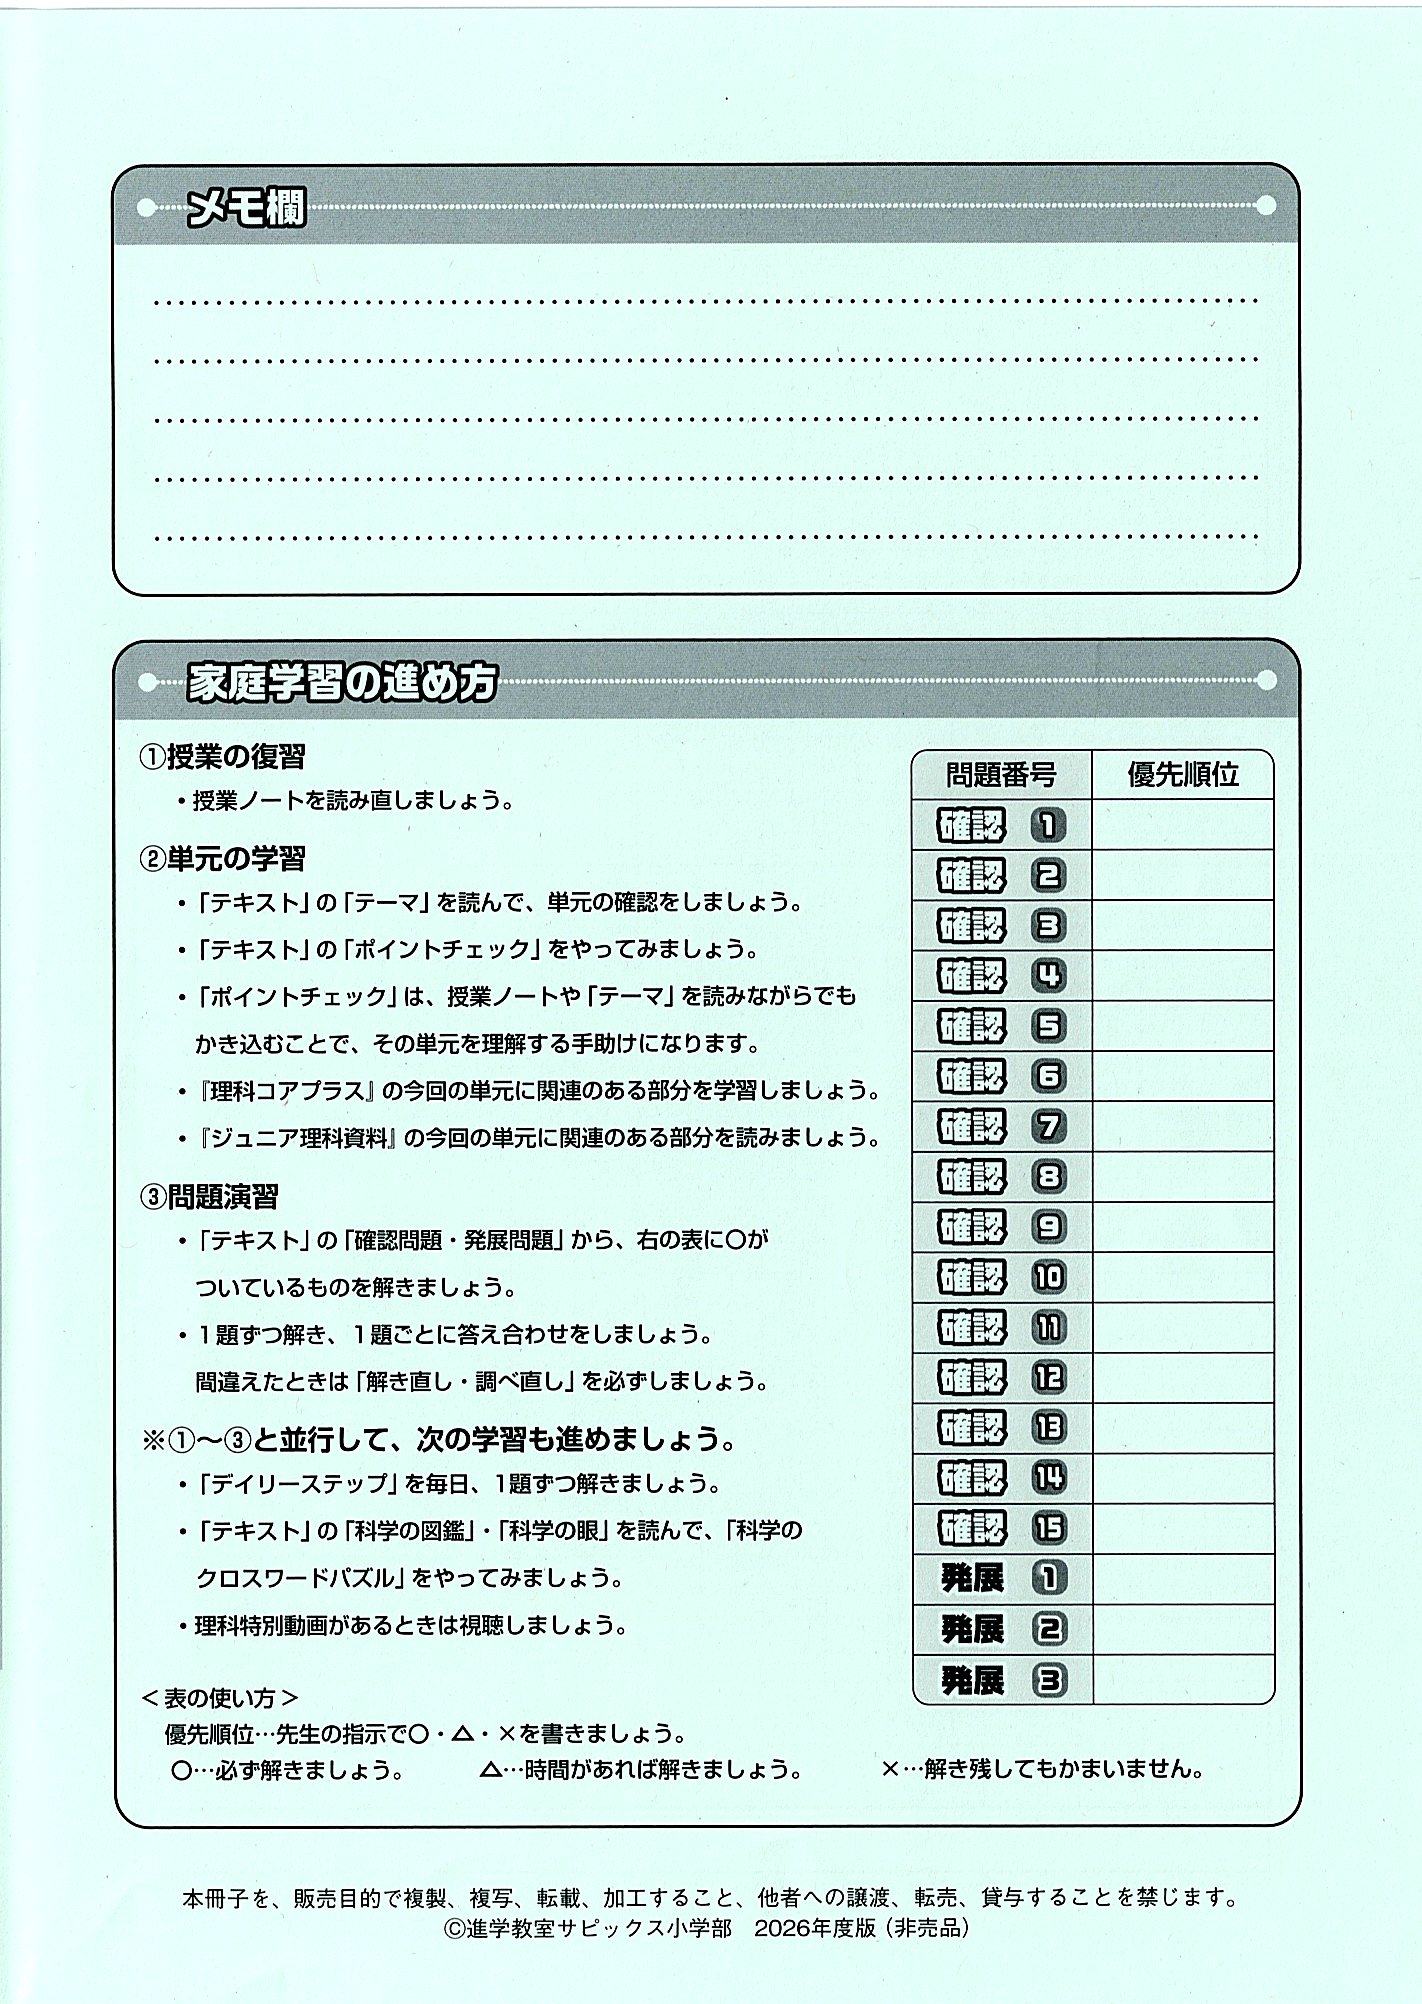 メモ欄
家庭学習の進め方
①授業の復習
・授業ノートを読み直しましょう。
②単元の学習
・「テキスト」の「テーマ」を読んで、単元の確認をしましょう。
・「テキスト」の「ポイントチェック」をやってみましょう。
・「ポイントチェック」は、授業ノートや「テーマ」を読みながらでも
かき込むことで、その単元を理解する手助けになります。
・『理科コアプラス』の今回の単元に関連のある部分を学習しましょう。
・『ジュニア理科資料』の今回の単元に関連のある部分を読みましょう。
③問題演習
・「テキスト」の「確認問題・発展問題」から、右の表に〇が
ついているものを解きましょう。
・１題ずつ解き、１題ごとに答え合わせをしましょう。
間違えたときは「解き直し・調べ直し」を必ずしましょう。
※①～③と並行して、次の学習も進めましょう。
・「デイリーステップ」を毎日、１題ずつ解きましょう。
・「テキスト」の「科学の図鑑」・「科学の眼」を読んで、「科学の
クロスワードパズル」をやってみましょう。
・理科特別動画があるときは視聴しましょう。
問題番号 優先順位
確認 1
確認 2
確認 3
確認 4
確認 5
確認 6
確認 7
確認 8
確認 9
確認 10
確認 11
確認 12
確認 13
確認 14
確認 15
発展 1
発展 2
発展 3
＜表の使い方＞
優先順位…先生の指示で〇・△・×を書きましょう。
〇…必ず解きましょう。 △…時間があれば解きましょう。 ×…解き残してもかまいません。
本冊子を、販売目的で複製、複写、転載、加工すること、他者への譲渡、転売、貸与することを禁じます。
©進学教室サピックス小学部 2026年度版（非売品）